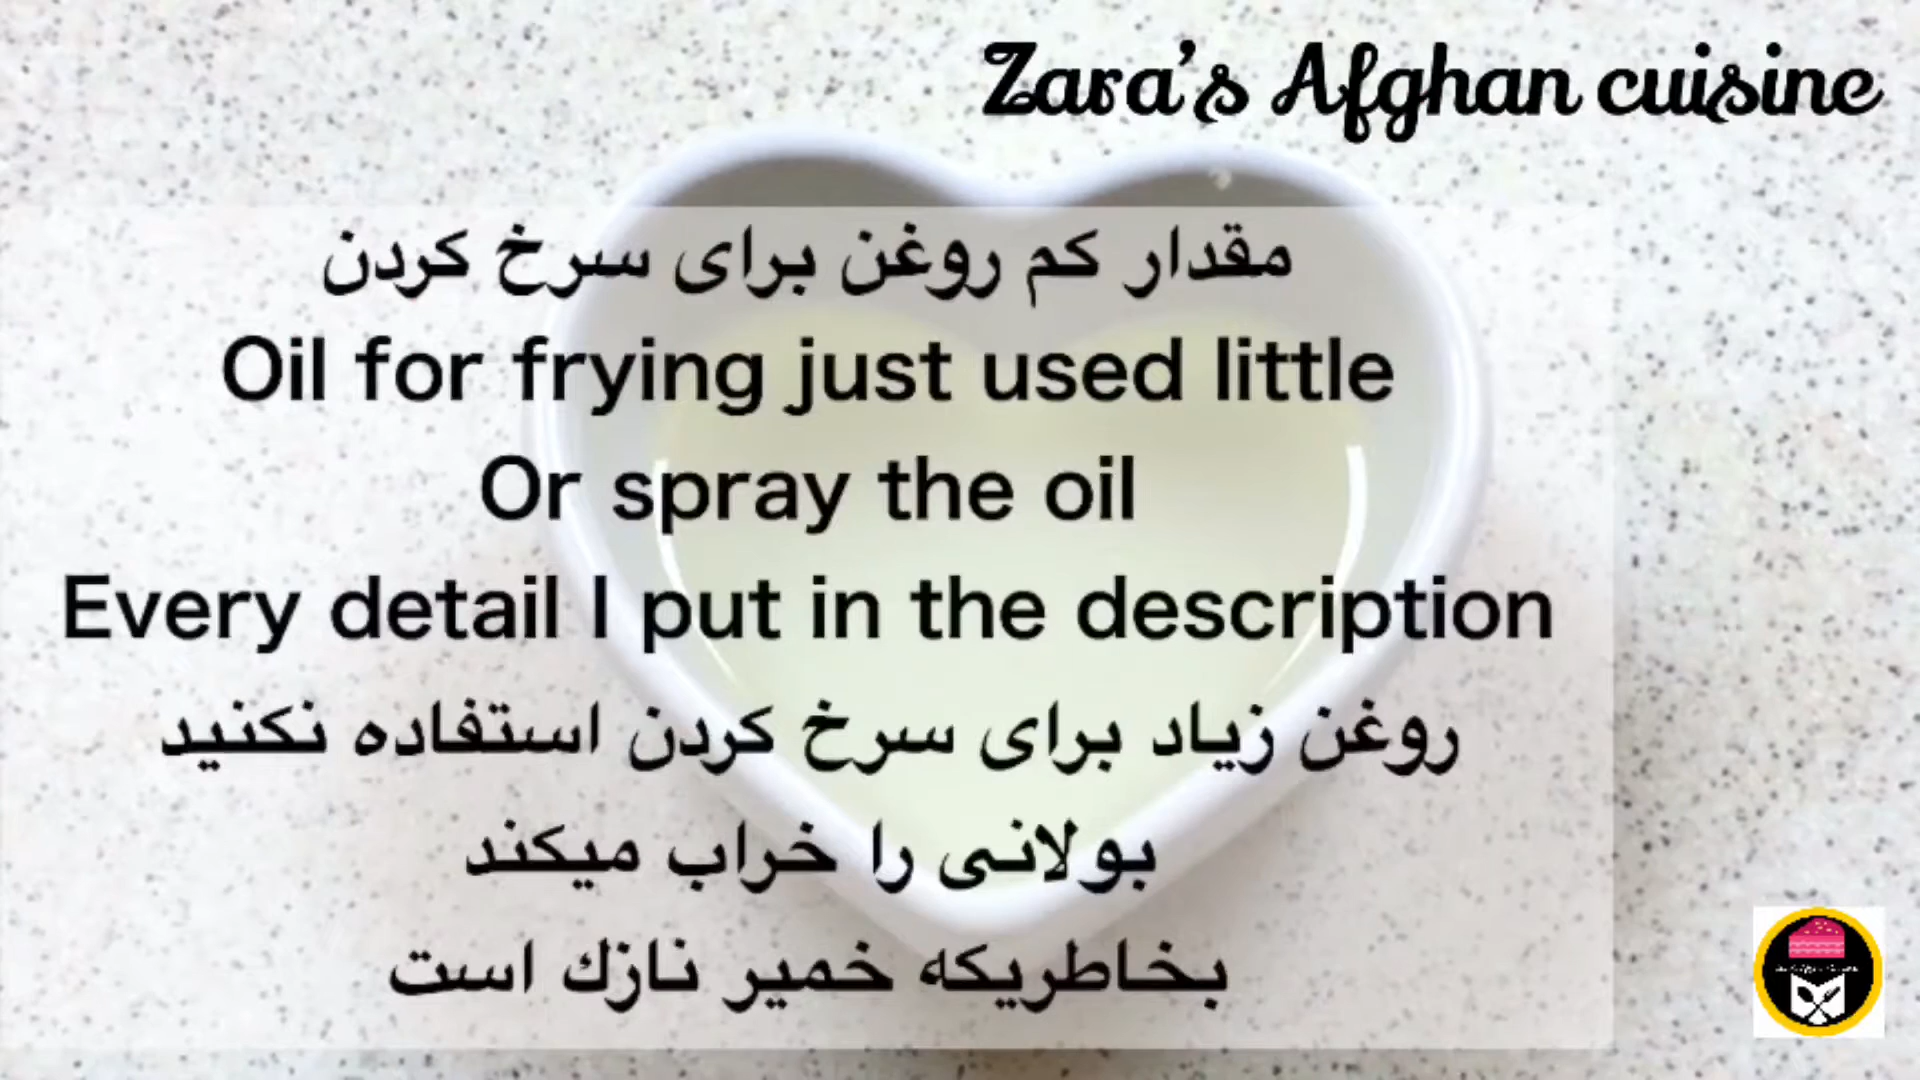 Zara's Afghan cuisine
مقدار کم روغن برای سرخ کردن
Oil for frying just used little
Or spray the oil
Every detail I put in the description
روغن زیاد برای سرخ کردن استفاده نکنید
بولانی را خراب میکند
بخاطریکه خمیر نازك است